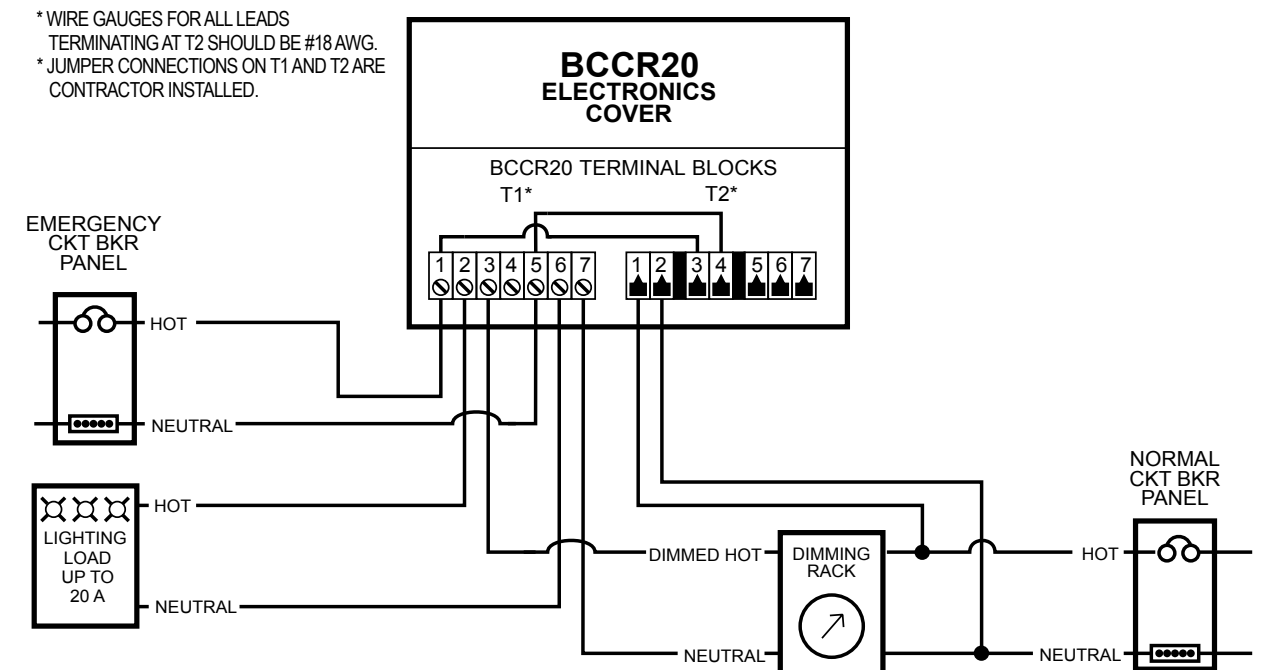 * WIRE GAUGES FOR ALL LEADS
TERMINATING AT T2 SHOULD BE #18 AWG.
* JUMPER CONNECTIONS ON T1 AND T2 ARE
CONTRACTOR INSTALLED.
BCCR20
ELECTRONICS
COVER
BCCR20 TERMINAL BLOCKS
T1* T2*
1 2 3 4 5 6 7 1 2 3 4 5 6 7
EMERGENCY
CKT BKR
PANEL
HOT
NEUTRAL
HOT
LIGHTING
LOAD
UP TO
20 A
NEUTRAL
DIMMED HOT
DIMMING
RACK
NEUTRAL
NORMAL
CKT BKR
PANEL
HOT
NEUTRAL